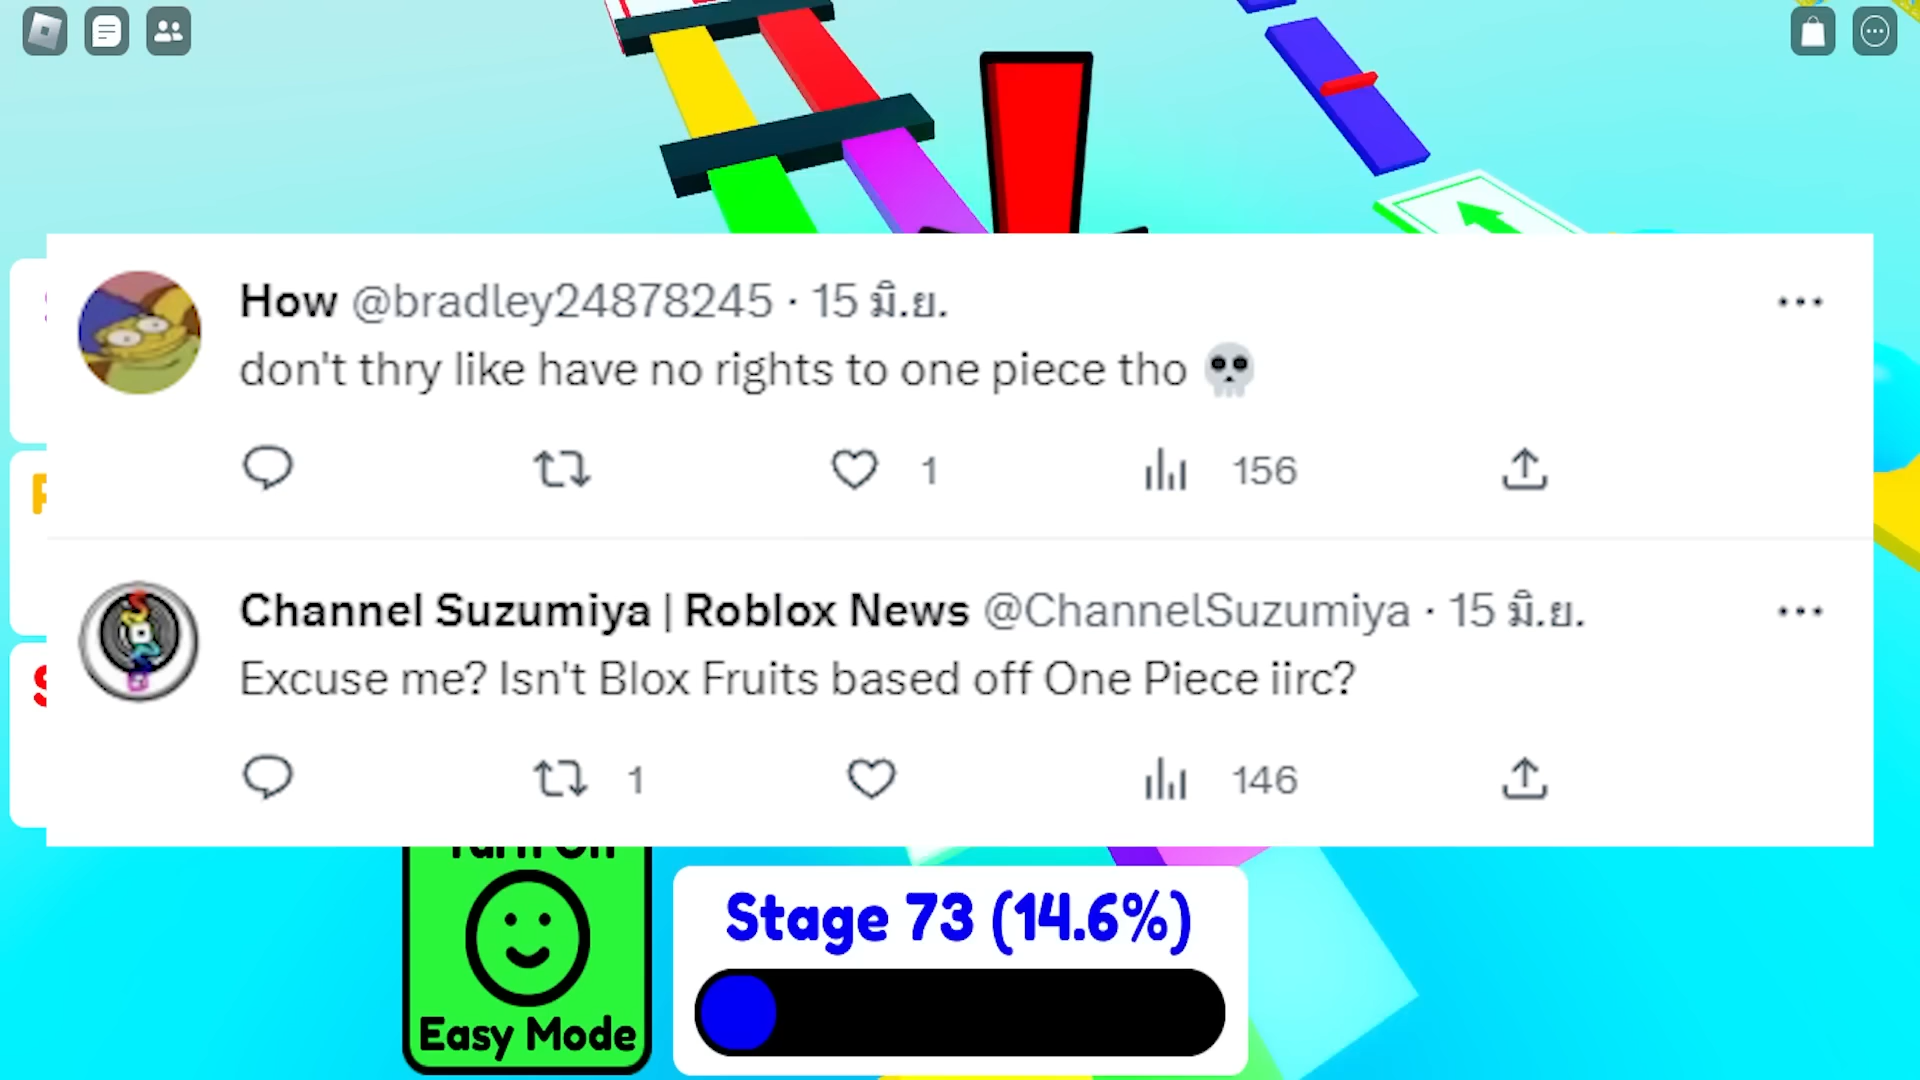 How @bradley24878245 · 15 มิ.ย.
don't thry like have no rights to one piece tho 💀
1
156
Channel Suzumiya | Roblox News @ChannelSuzumiya · 15 มิ.ย.
Excuse me? Isn't Blox Fruits based off One Piece iirc?
1
146
Turn On
Easy Mode
Stage 73 (14.6%)